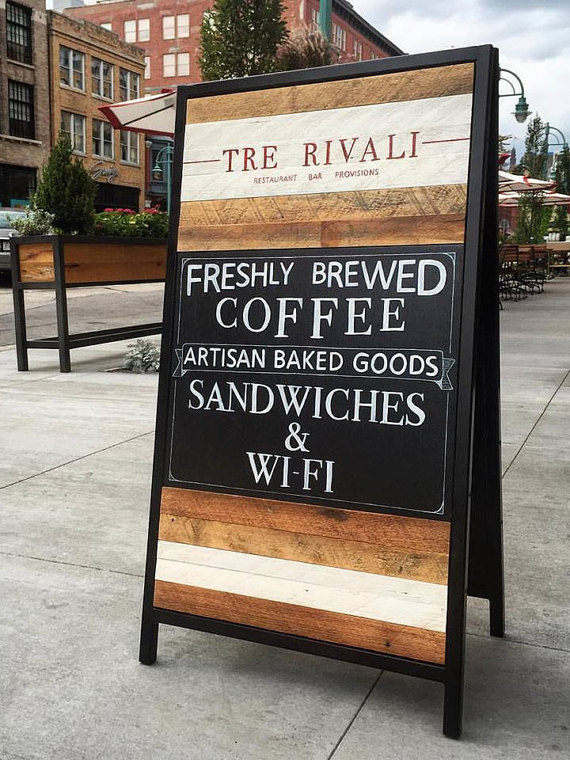 TRE RIVALI
RESTAURANT BAR PROVISIONS
FRESHLY BREWED
COFFEE
ARTISAN BAKED GOODS
SANDWICHES
&
WI-FI